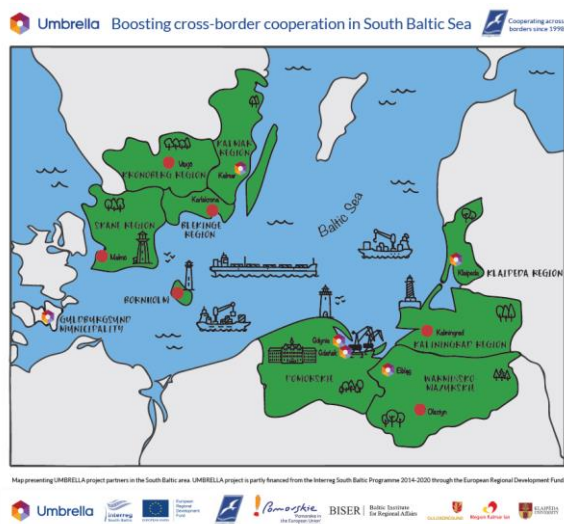 Umbrella Boosting cross-border cooperation in South Baltic Sea
Cooperating across
borders since 1998
KALMAR
REGION
Växjö
KRONOBERG REGION
Kalmar
Karlskrona
SKÅNE REGION
BLEKINGE
REGION
Baltic Sea
Malmö
Klaipeda
KLAIPEDA REGION
BORNHOLM
GULDBORGSUND
MUNICIPALITY
Gdynia
Gdańsk
Kaliningrad
KALININGRAD REGION
Elbląg
POMORSKIE
WARMIŃSKO
MAZURSKIE
Olsztyn
Map presenting UMBRELLA project partners in the South Baltic area. UMBRELLA project is partly financed from the Interreg South Baltic Programme 2014-2020 through the European Regional Development Fund
Umbrella
Interreg
South Baltic
European
Regional
Development
Fund
Pomorskie
BISER
Baltic Institute
for Regional Affairs
GULDBORGSUND
Region Kalmar län
KLAIPEDA
UNIVERSITY